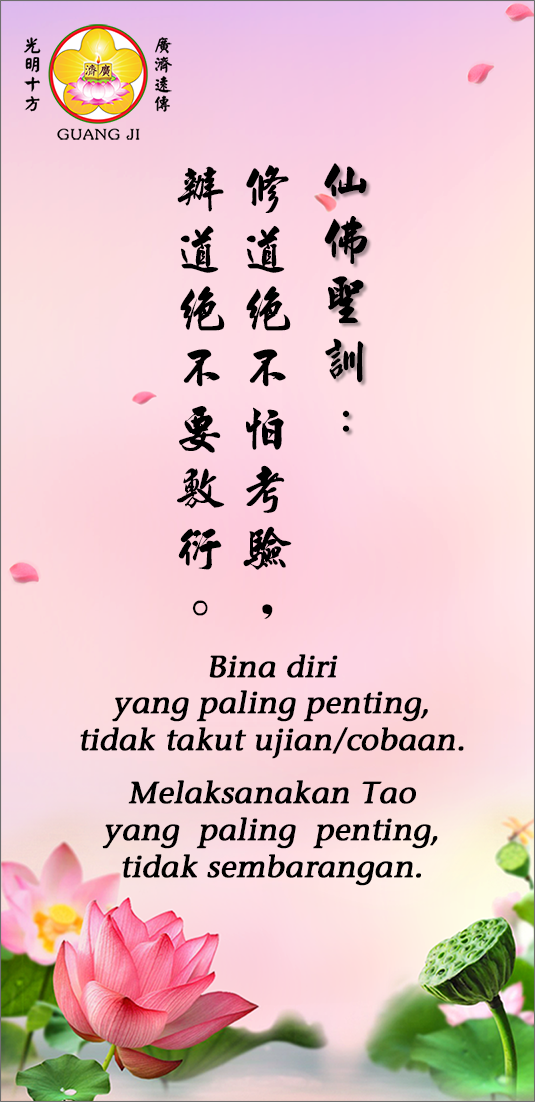 光明十方
廣濟遠傳
廣濟
GUANG JI
仙佛聖訓：
修道絕不怕考驗，
辦道絕不要敷衍。
Bina diri
yang paling penting,
tidak takut ujian/cobaan.
Melaksanakan Tao
yang paling penting,
tidak sembarangan.